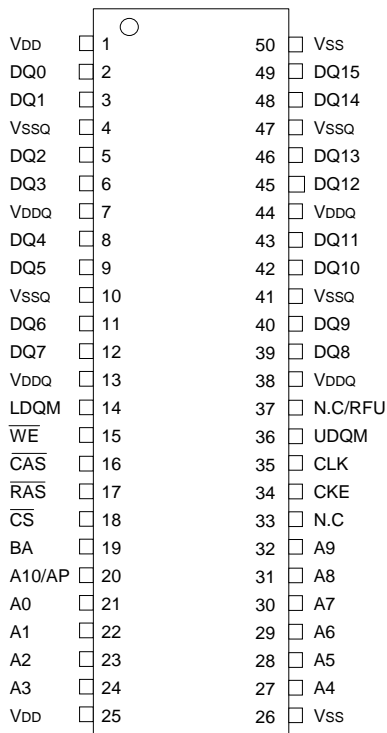 VDD 1 50 VSS
DQ0 2 49 DQ15
DQ1 3 48 DQ14
VSSQ 4 47 VSSQ
DQ2 5 46 DQ13
DQ3 6 45 DQ12
VDDQ 7 44 VDDQ
DQ4 8 43 DQ11
DQ5 9 42 DQ10
VSSQ 10 41 VSSQ
DQ6 11 40 DQ9
DQ7 12 39 DQ8
VDDQ 13 38 VDDQ
LDQM 14 37 N.C/RFU
W̅E̅ 15 36 UDQM
C̅A̅S̅ 16 35 CLK
R̅A̅S̅ 17 34 CKE
C̅S̅ 18 33 N.C
BA 19 32 A9
A10/AP 20 31 A8
A0 21 30 A7
A1 22 29 A6
A2 23 28 A5
A3 24 27 A4
VDD 25 26 VSS